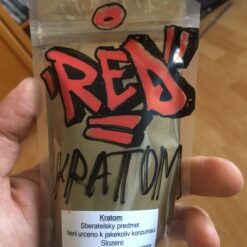 RED
KRATOM
Kratom:
Sberatelsky predmet
Neni urceno k jakekoliv konzumaci.
Slozeni: